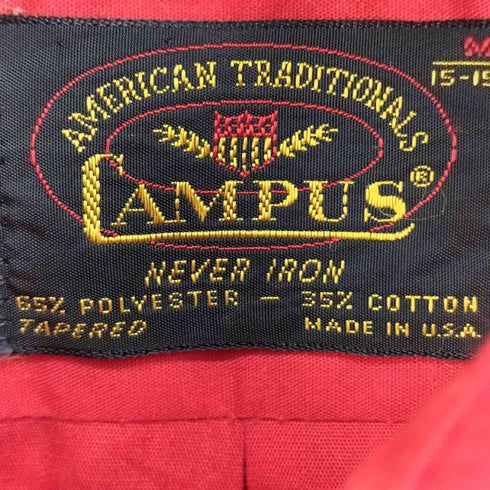 AMERICAN TRADITIONALS
CAMPUS®
NEVER IRON
65% POLYESTER — 35% COTTON
TAPERED
MADE IN U.S.A.